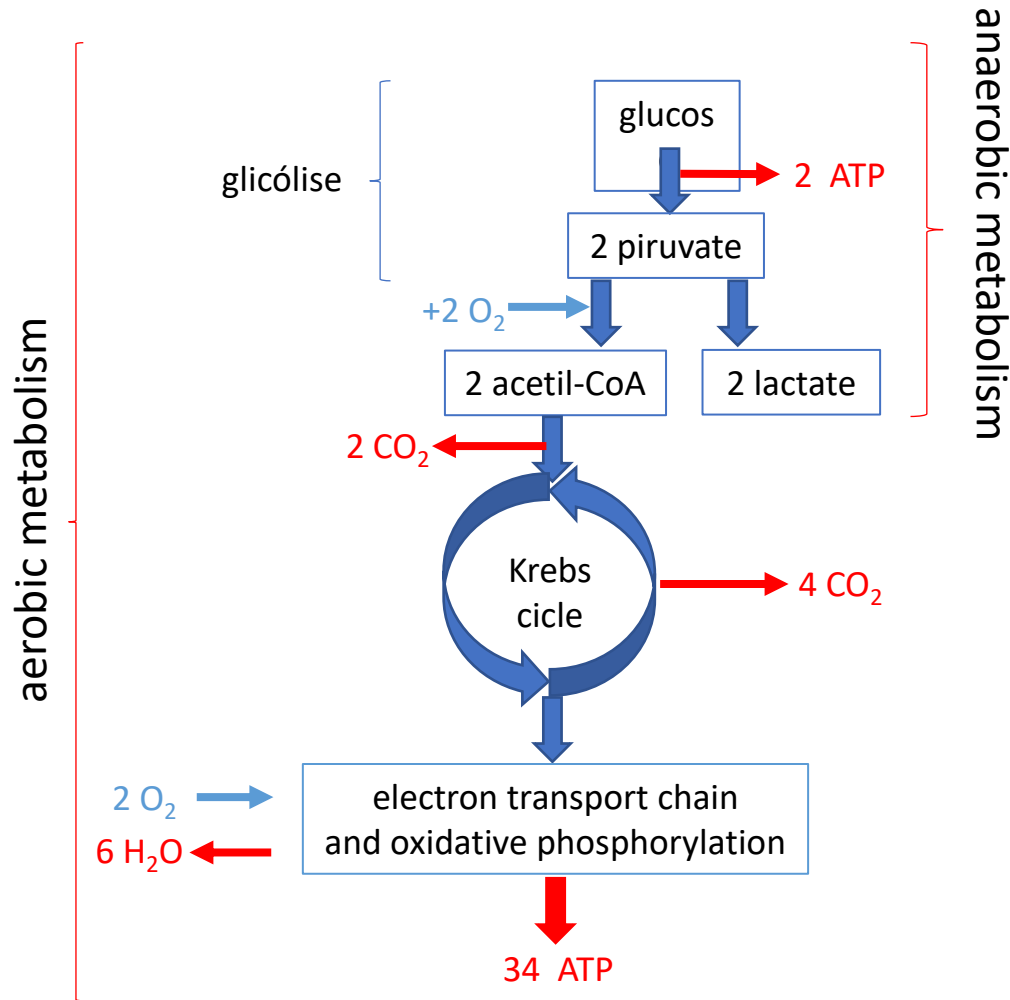 anaerobic metabolism
aerobic metabolism
glucos
glicólise
2 ATP
2 piruvate
+2 O₂
2 acetil-CoA
2 lactate
2 CO₂
Krebs
cicle
4 CO₂
2 O₂
electron transport chain
and oxidative phosphorylation
6 H₂O
34 ATP